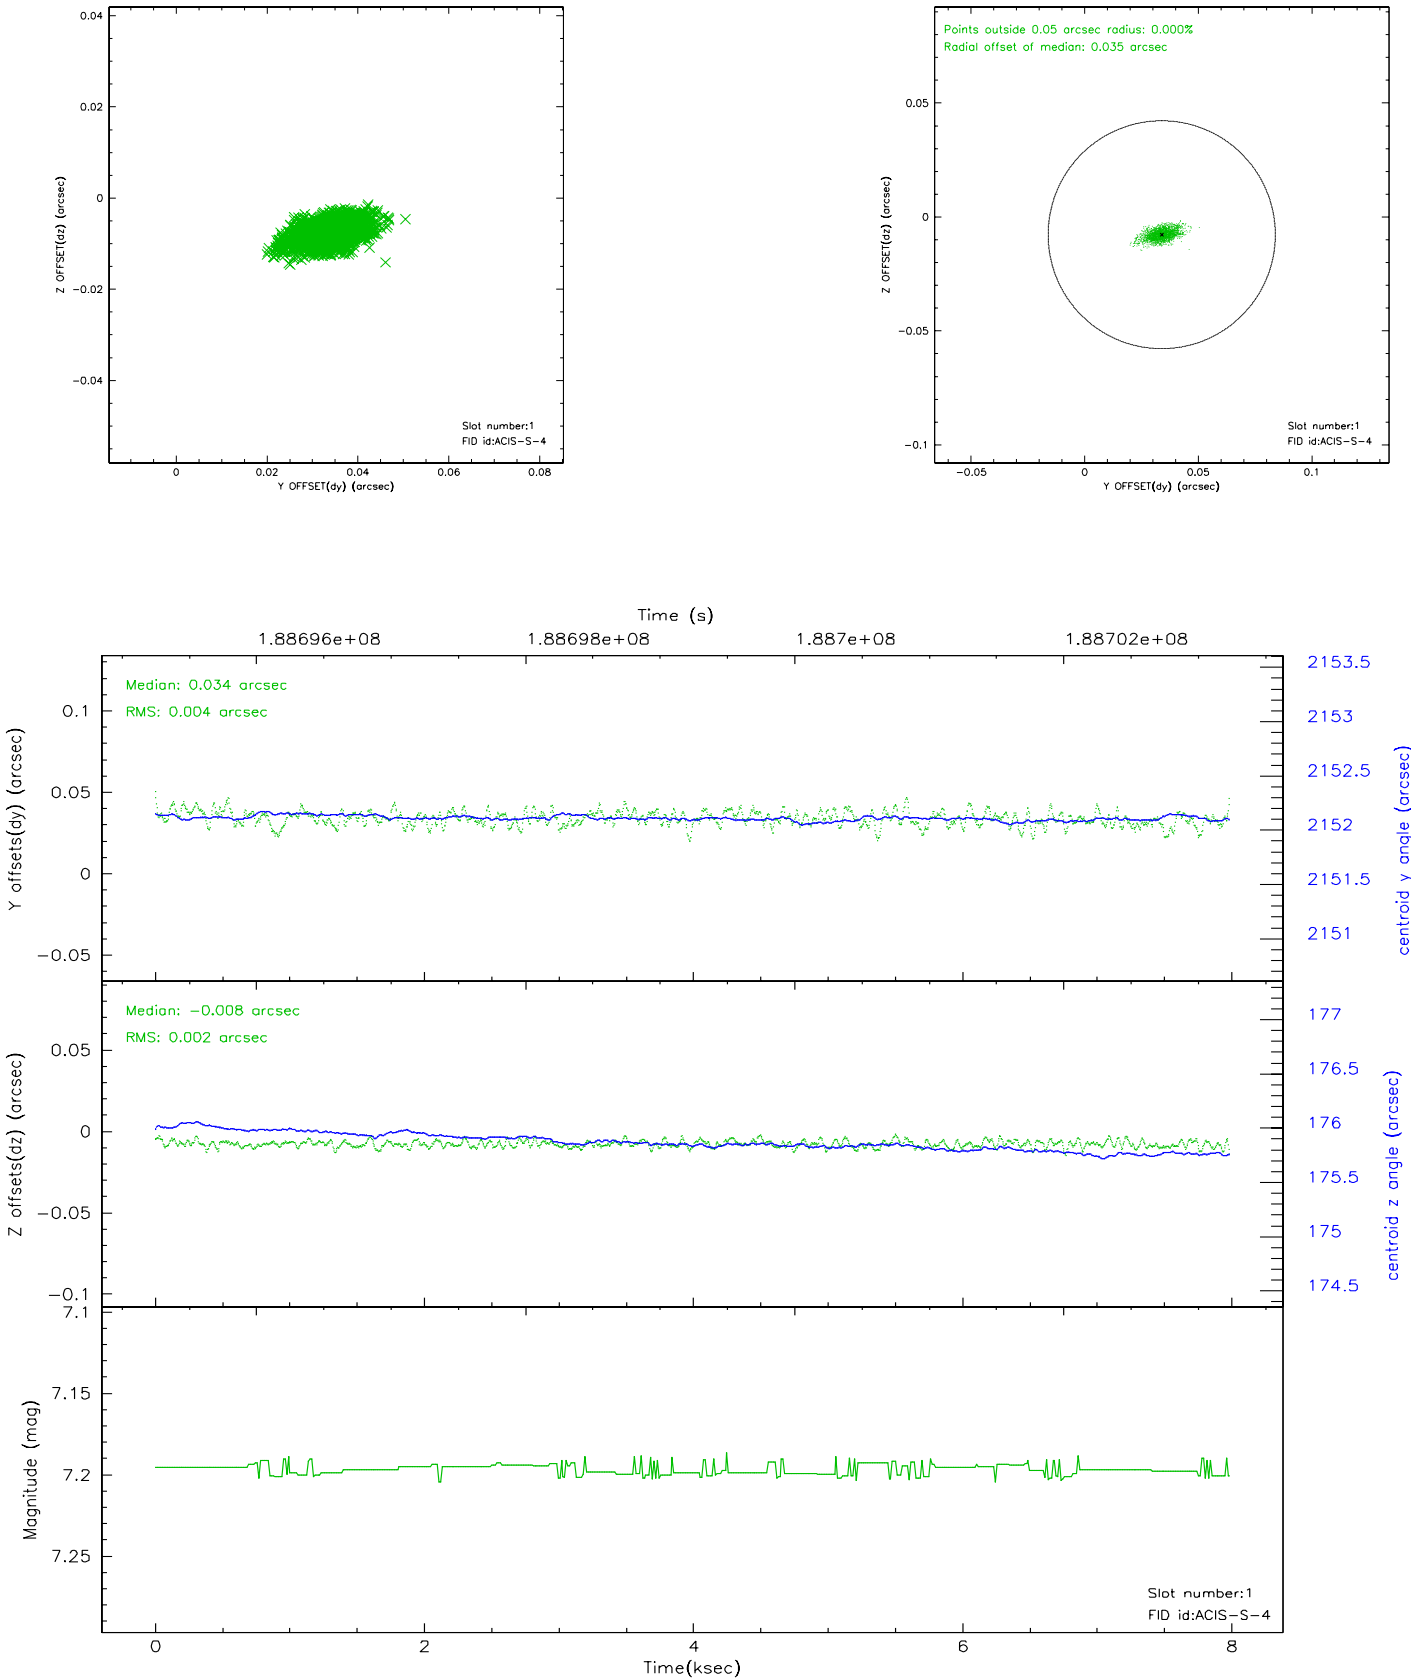 0.04
0.02
0
−0.02
−0.04
Z OFFSET(dz) (arcsec)
Slot number:1
FID id:ACIS−S−4
0 0.02 0.04 0.06 0.08
Y OFFSET(dy) (arcsec)
Points outside 0.05 arcsec radius: 0.000%
Radial offset of median: 0.035 arcsec
0.05
0
−0.05
−0.1
Z OFFSET(dz) (arcsec)
Slot number:1
FID id:ACIS−S−4
−0.05 0 0.05 0.1
Y OFFSET(dy) (arcsec)
Time (s)
1.88696e+08 1.88698e+08 1.887e+08 1.88702e+08
Median: 0.034 arcsec
RMS: 0.004 arcsec
0.1
0.05
0
−0.05
Y offsets(dy) (arcsec)
2153.5
2153
2152.5
2152
2151.5
2151
centroid y angle (arcsec)
Median: −0.008 arcsec
RMS: 0.002 arcsec
0.05
0
−0.05
−0.1
Z offsets(dz) (arcsec)
177
176.5
176
175.5
175
174.5
centroid z angle (arcsec)
7.1
7.15
7.2
7.25
Magnitude (mag)
Slot number:1
FID id:ACIS−S−4
0 2 4 6 8
Time(ksec)